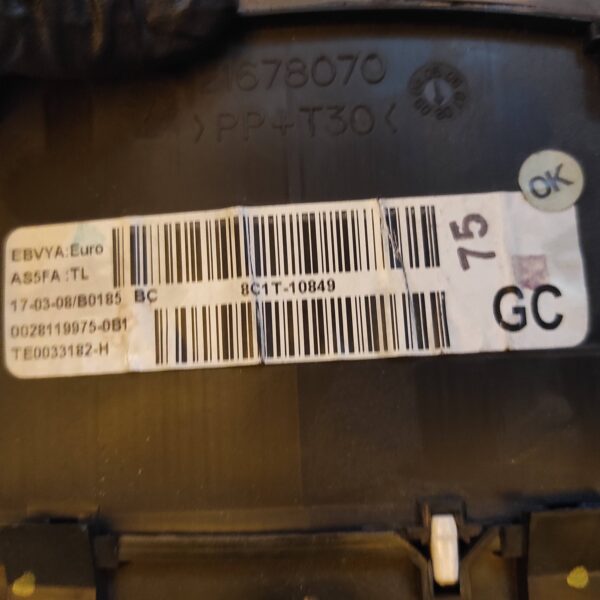 21678070
>PP+T30<
OK
EBVYA:Euro
AS5FA :TL
17-03-08/B0185 BC 8C1T-10849
0028119975-0B1
TE0033182-H
75
GC